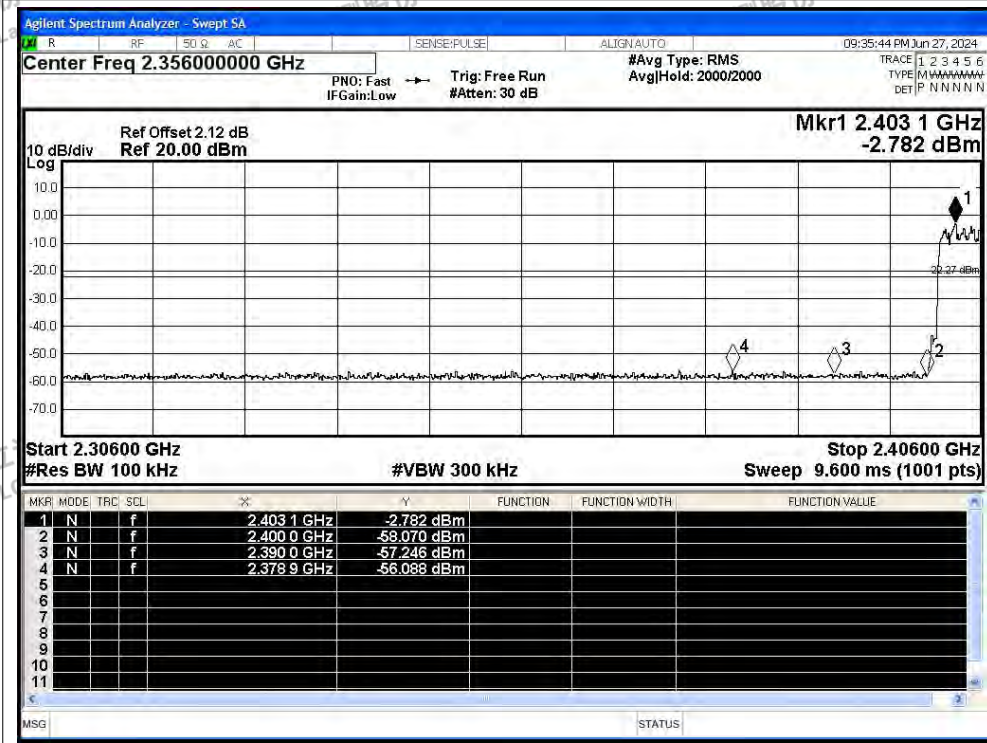 Agilent Spectrum Analyzer - Swept SA
R RF 50 Ω AC SENSE:PULSE ALIGN AUTO 09:35:44 PM Jun 27, 2024
Center Freq 2.356000000 GHz
PNO: Fast
IFGain:Low
Trig: Free Run
#Atten: 30 dB
#Avg Type: RMS
Avg|Hold: 2000/2000
TRACE 1 2 3 4 5 6
TYPE M
DET P N N N N N
Mkr1 2.403 1 GHz
-2.782 dBm
Ref Offset 2.12 dB
10 dB/div Ref 20.00 dBm
Log
10.0
0.00
-10.0
-20.0
-30.0
-40.0
-50.0
-60.0
-70.0
1
-22.27 dBm
4 3 2
Start 2.30600 GHz Stop 2.40600 GHz
#Res BW 100 kHz #VBW 300 kHz Sweep 9.600 ms (1001 pts)
MKR MODE TRC SCL X Y FUNCTION FUNCTION WIDTH FUNCTION VALUE
1 N f 2.403 1 GHz -2.782 dBm
2 N f 2.400 0 GHz -58.070 dBm
3 N f 2.390 0 GHz -57.246 dBm
4 N f 2.378 9 GHz -56.088 dBm
5
6
7
8
9
10
11
MSG STATUS